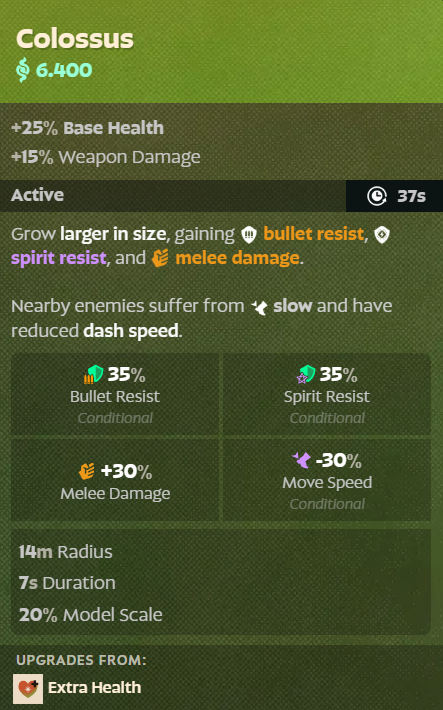 Colossus
6.400
+25% Base Health
+15% Weapon Damage
Active 37s
Grow larger in size, gaining bullet resist,
spirit resist, and melee damage.
Nearby enemies suffer from slow and have
reduced dash speed.
35% 35%
Bullet Resist Spirit Resist
Conditional Conditional
+30% -30%
Melee Damage Move Speed
Conditional
14m Radius
7s Duration
20% Model Scale
UPGRADES FROM:
Extra Health